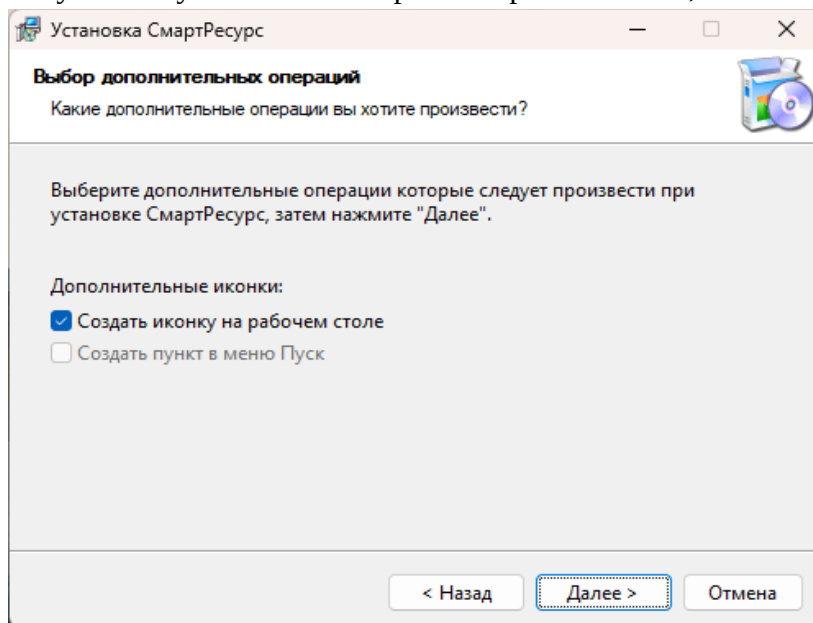 Установка СмартРесурс
Выбор дополнительных операций
Какие дополнительные операции вы хотите произвести?
Выберите дополнительные операции которые следует произвести при
установке СмартРесурс, затем нажмите "Далее".
Дополнительные иконки:
Создать иконку на рабочем столе
Создать пункт в меню Пуск
< Назад Далее > Отмена